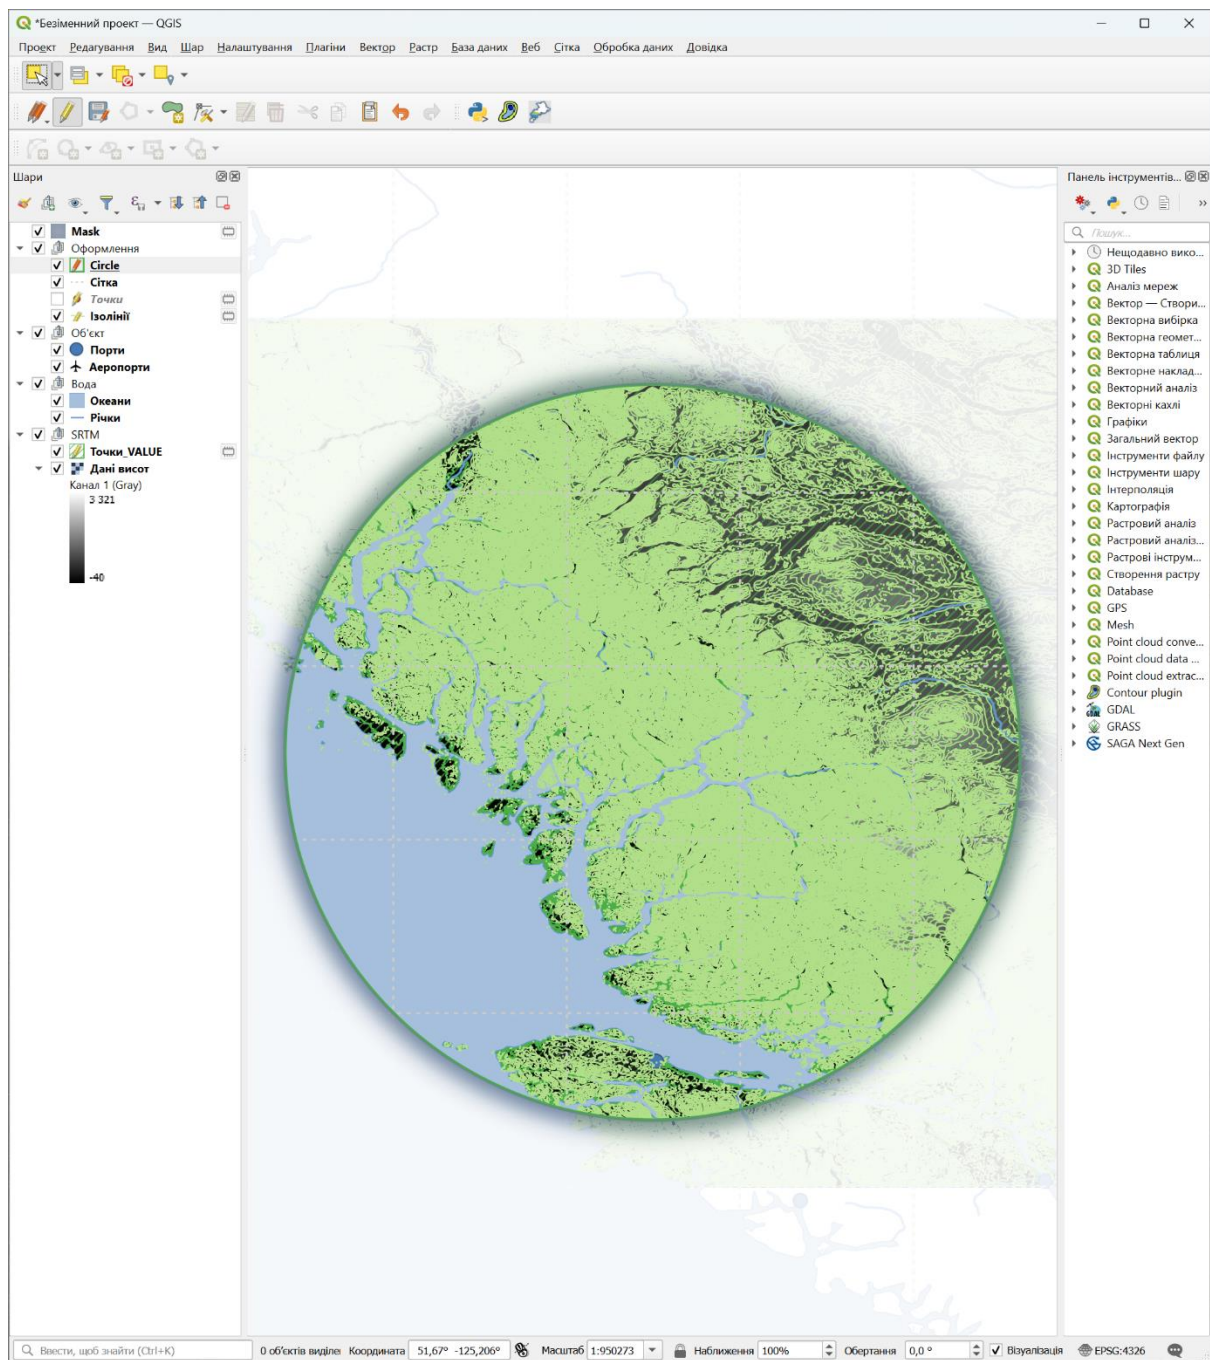 *Безіменний проект — QGIS
Проект Редагування Вид Шар Налаштування Плагіни Вектор Растр База даних Веб Сітка Обробка даних Довідка
Шари
Mask
Оформлення
Circle
Сітка
Точки
Ізолінії
Об'єкт
Порти
Аеропорти
Вода
Океани
Річки
SRTM
Точки_VALUE
Дані висот
Канал 1 (Gray)
3 321
-40
Панель інструментів...
Пошук...
Нещодавно вико...
3D Tiles
Аналіз мереж
Вектор — Створи...
Векторна вибірка
Векторна геомет...
Векторна таблиця
Векторне наклад...
Векторний аналіз
Векторні кахлі
Графіки
Загальний вектор
Інструменти файлу
Інструменти шару
Інтерполяція
Картографія
Растровий аналіз
Растровий аналіз...
Растрові інструм...
Створення растру
Database
GPS
Mesh
Point cloud conve...
Point cloud data ...
Point cloud extrac...
Contour plugin
GDAL
GRASS
SAGA Next Gen
Ввести, щоб знайти (Ctrl+K) 0 об'єктів виділе Координата 51,67° -125,206° Масштаб 1:950273 Наближення 100% Обертання 0,0 ° Візуалізація EPSG:4326